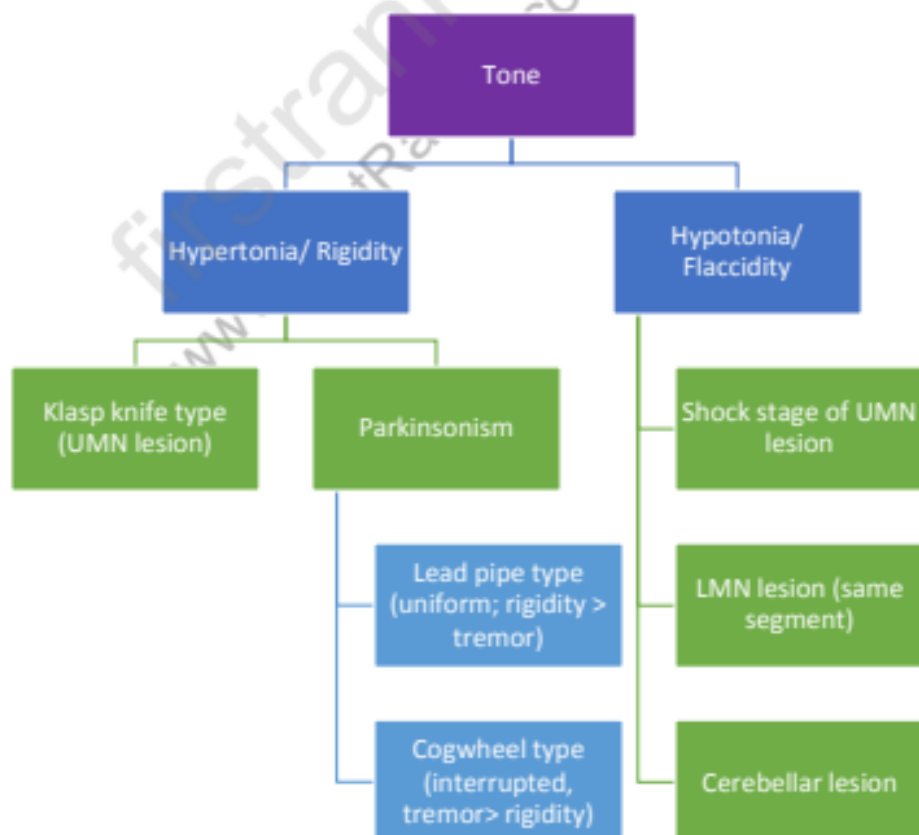 Tone
Hypertonia/ Rigidity
Hypotonia/
Flaccidity
Klasp knife type
(UMN lesion)
Parkinsonism
Shock stage of UMN
lesion
Lead pipe type
(uniform; rigidity >
tremor)
LMN lesion (same
segment)
Cogwheel type
(interrupted,
tremor> rigidity)
Cerebellar lesion